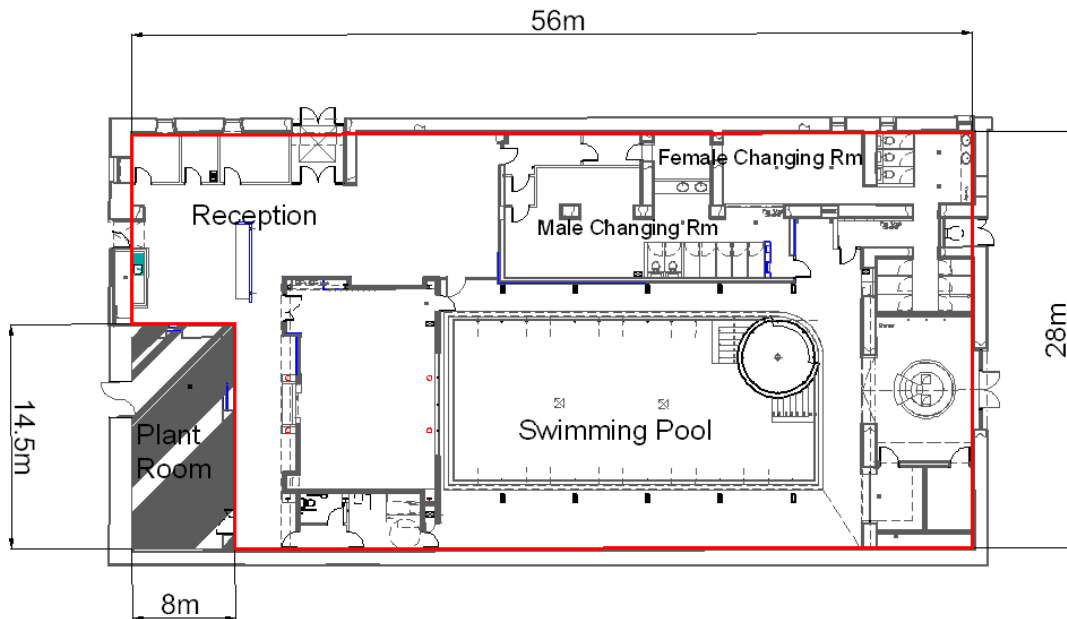 56m
Female Changing Rm
Reception
Male Changing Rm
28m
14.5m
Plant
Room
Swimming Pool
8m